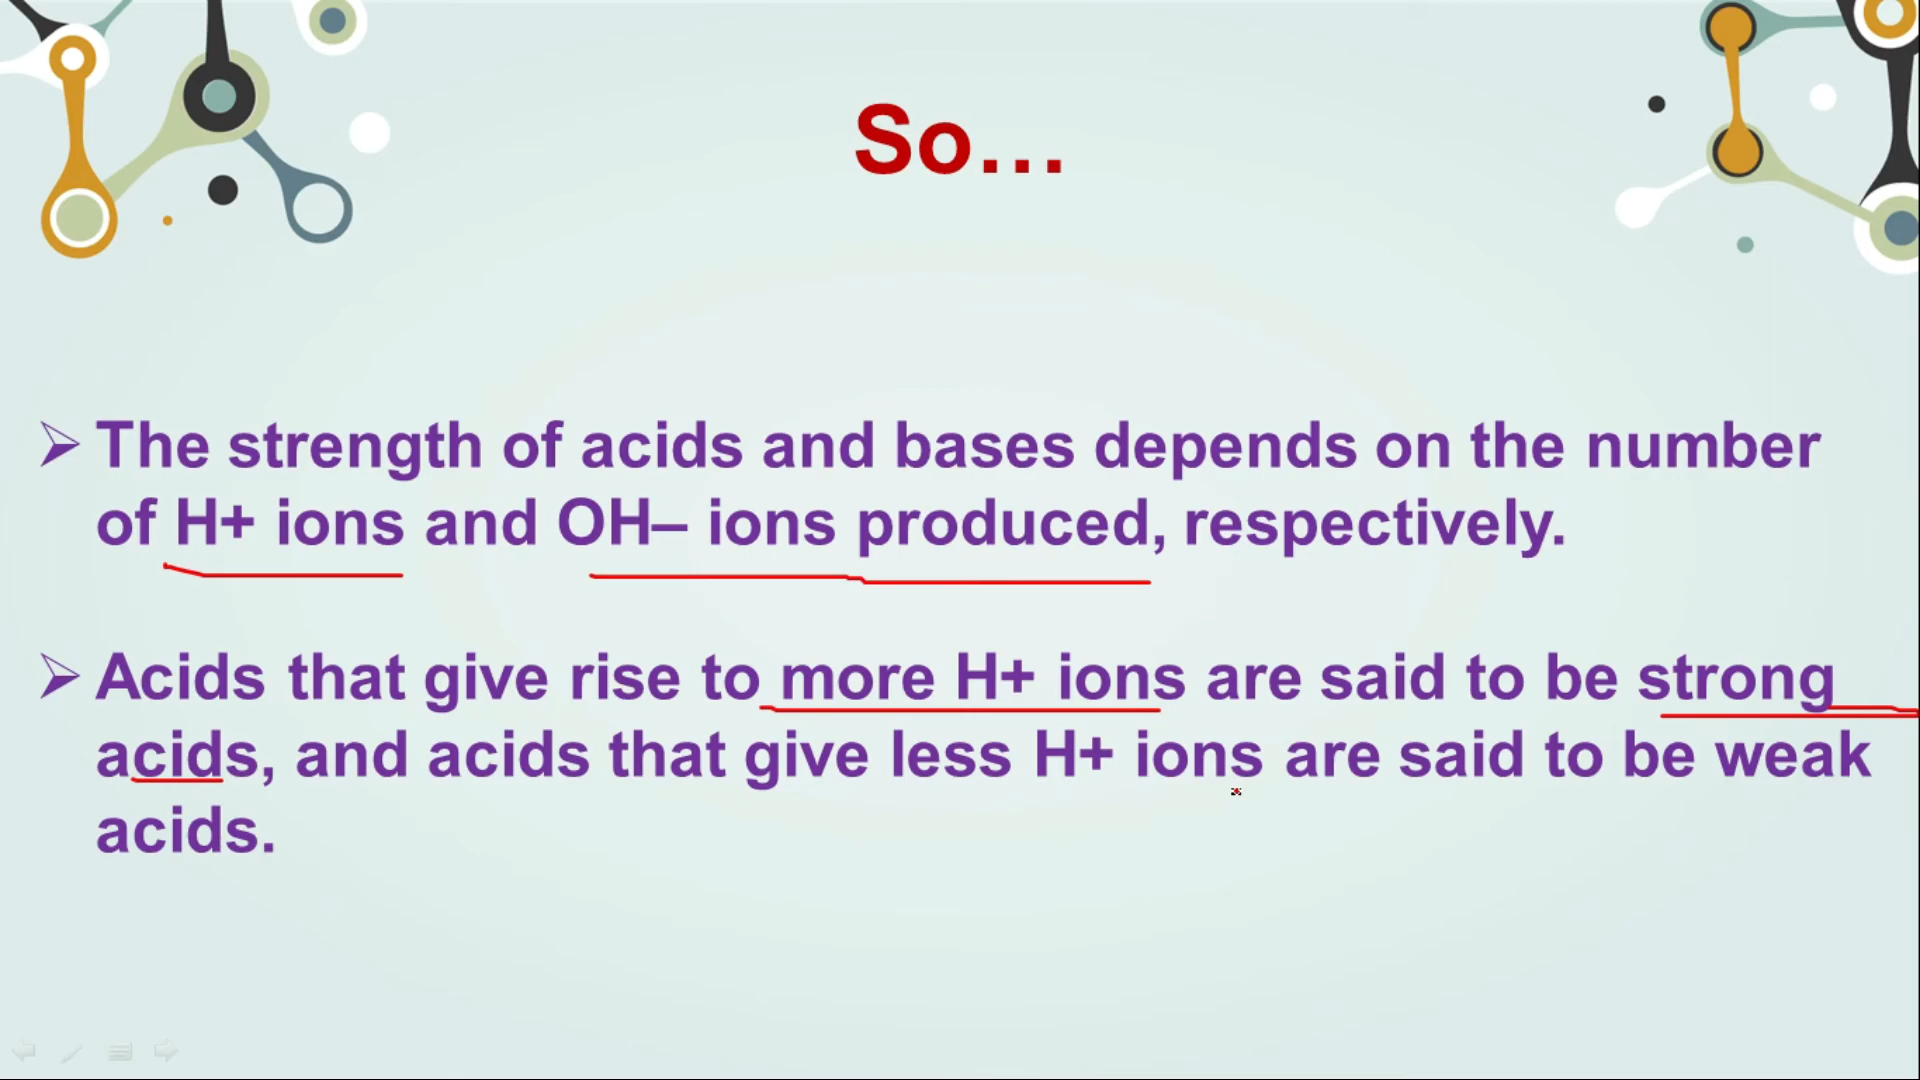 So…
The strength of acids and bases depends on the number
of H+ ions and OH– ions produced, respectively.
Acids that give rise to more H+ ions are said to be strong
acids, and acids that give less H+ ions are said to be weak
acids.